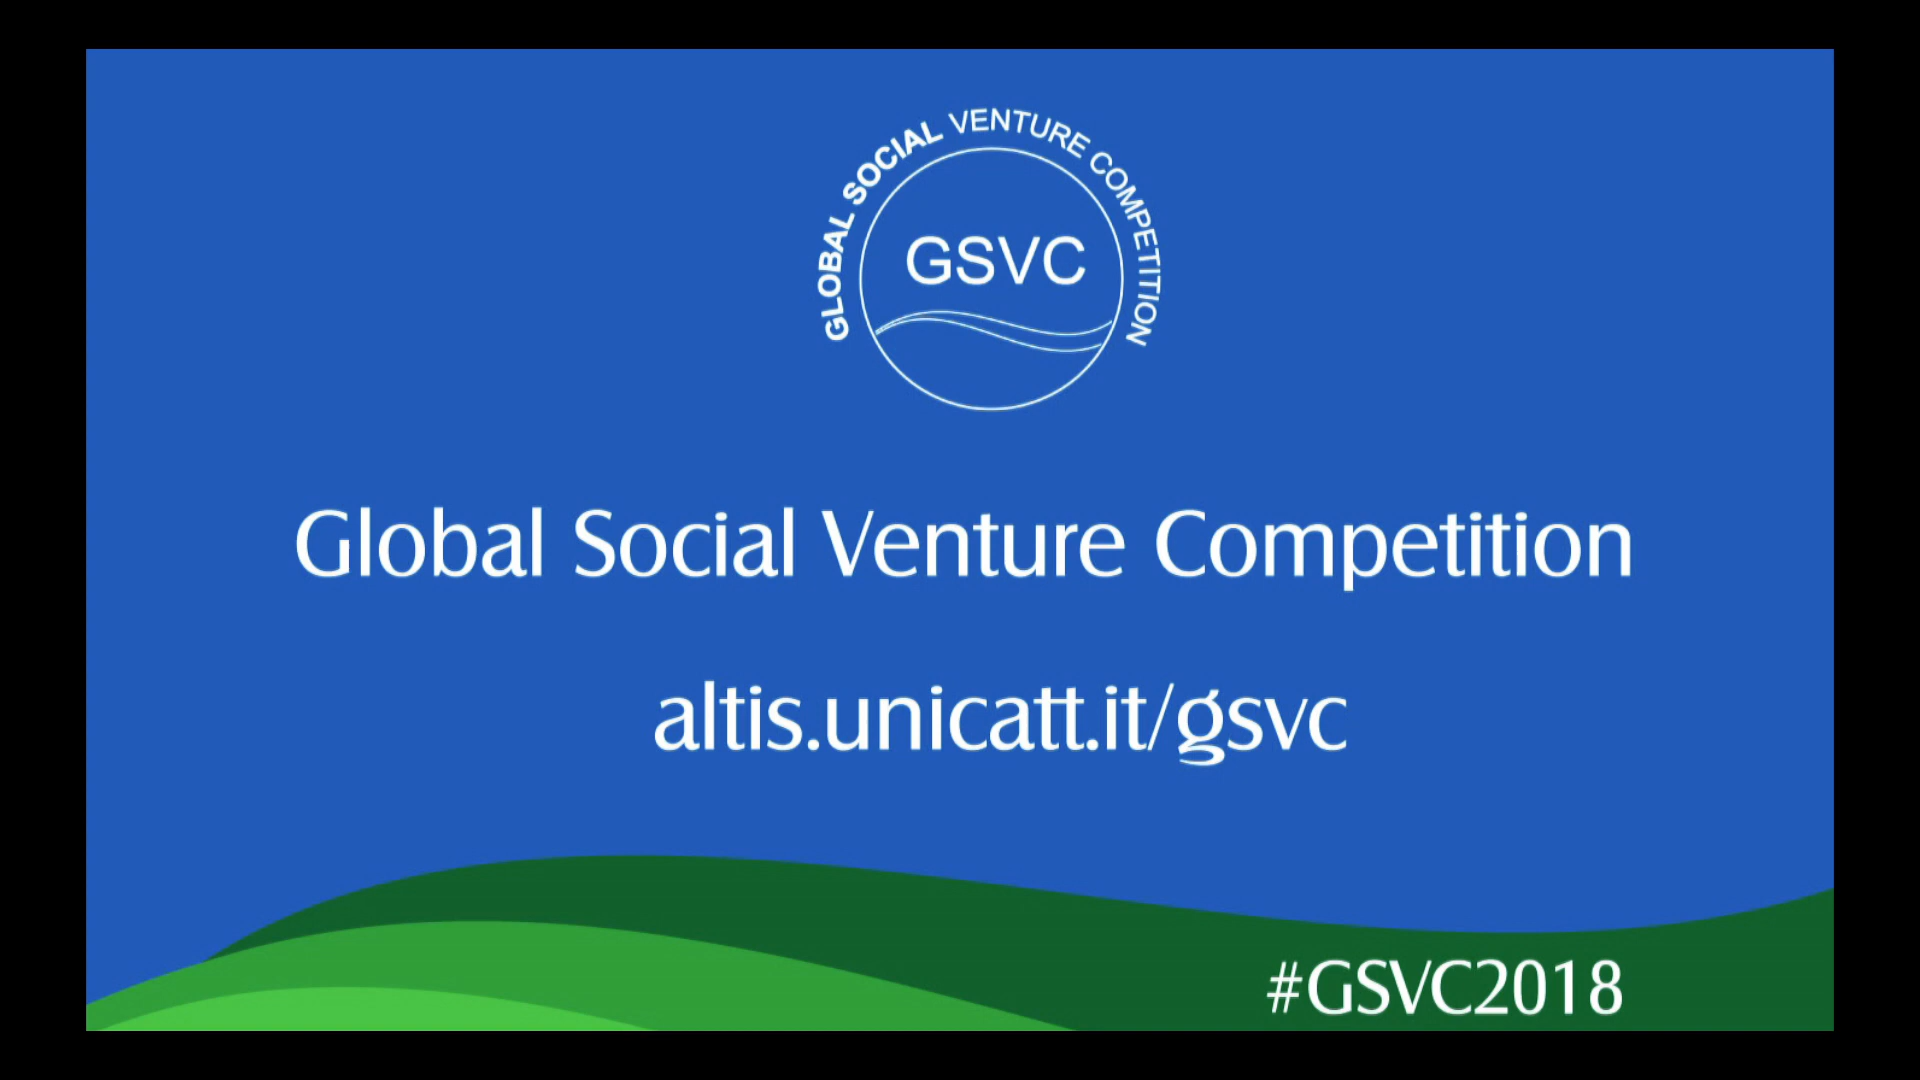 GLOBAL SOCIAL VENTURE COMPETITION
GSVC
Global Social Venture Competition
altis.unicatt.it/gsvc
#GSVC2018